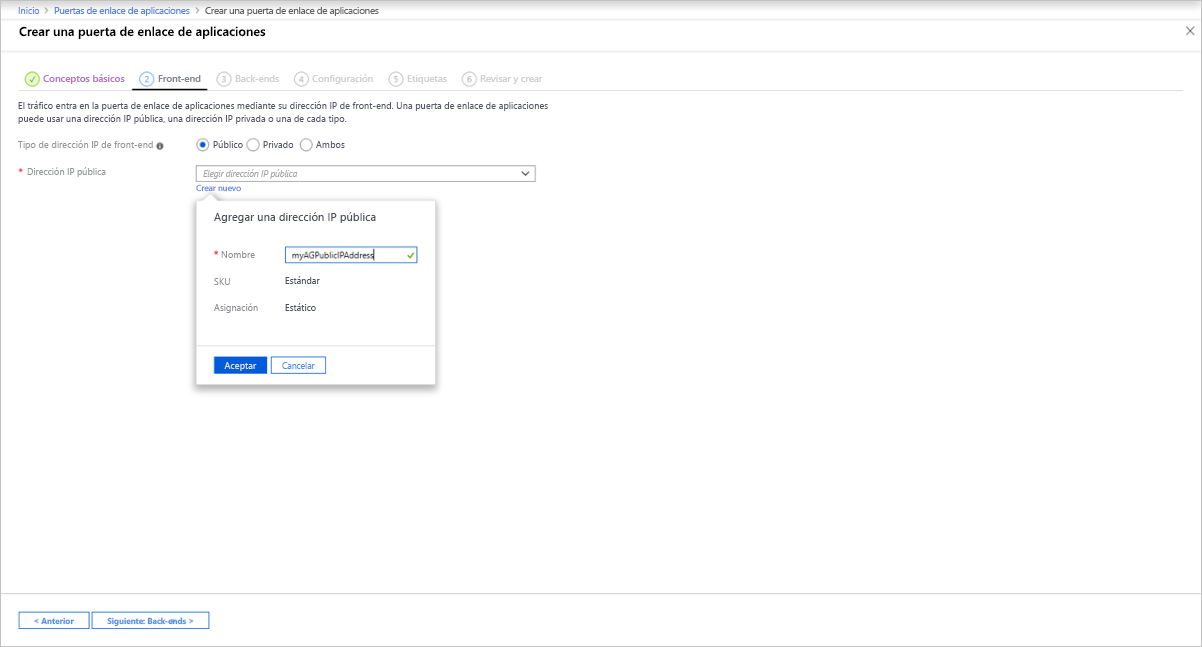 Inicio > Puertas de enlace de aplicaciones > Crear una puerta de enlace de aplicaciones
Crear una puerta de enlace de aplicaciones
Conceptos básicos 2 Front-end 3 Back-ends 4 Configuración 5 Etiquetas 6 Revisar y crear
El tráfico entra en la puerta de enlace de aplicaciones mediante su dirección IP de front-end. Una puerta de enlace de aplicaciones
puede usar una dirección IP pública, una dirección IP privada o una de cada tipo.
Tipo de dirección IP de front-end Público Privado Ambos
* Dirección IP pública Elegir dirección IP pública
Crear nuevo
Agregar una dirección IP pública
* Nombre myAGPublicIPAddress
SKU Estándar
Asignación Estático
Aceptar Cancelar
< Anterior Siguiente: Back-ends >